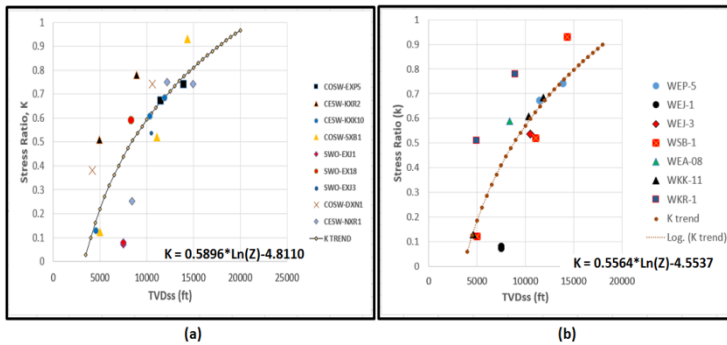 1
0.9
0.8
0.7
0.6
0.5
0.4
0.3
0.2
0.1
0
Stress Ratio, K
0 5000 10000 15000 20000 25000
TVDss (ft)
K = 0.5896*Ln(Z)-4.8110
COSW-EXP5
CESW-KXR2
CESW-KXK10
COSW-SXB1
SWO-EXJ1
SWO-EX18
SWO-EXJ3
COSW-DXN1
CESW-NXR1
K TREND
(a)
1
0.9
0.8
0.7
0.6
0.5
0.4
0.3
0.2
0.1
0
Stress Ratio (k)
0 5000 10000 15000 20000
TVDss (ft)
K = 0.5564*Ln(Z)-4.5537
WEP-5
WEJ-1
WEJ-3
WSB-1
WEA-08
WKK-11
WKR-1
K trend
Log. (K trend)
(b)